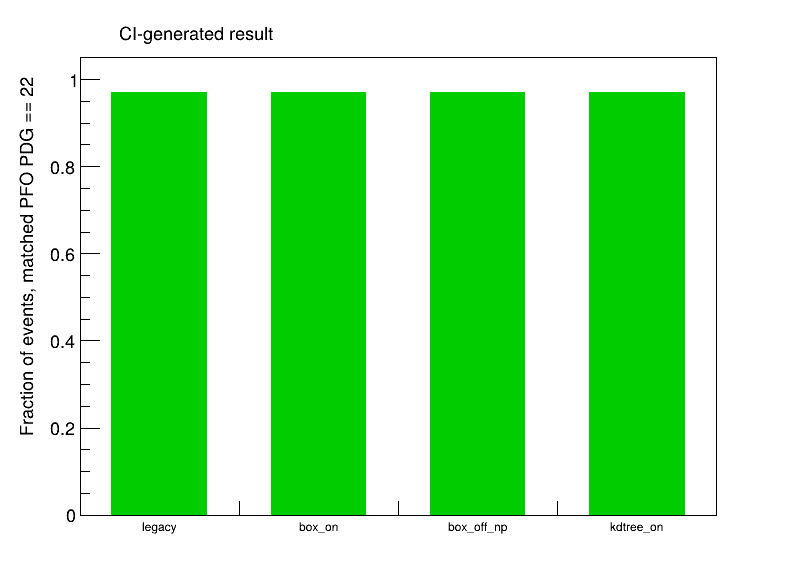 CI-generated result
Fraction of events, matched PFO PDG == 22
1
0.8
0.6
0.4
0.2
0
legacy box_on box_off_np kdtree_on